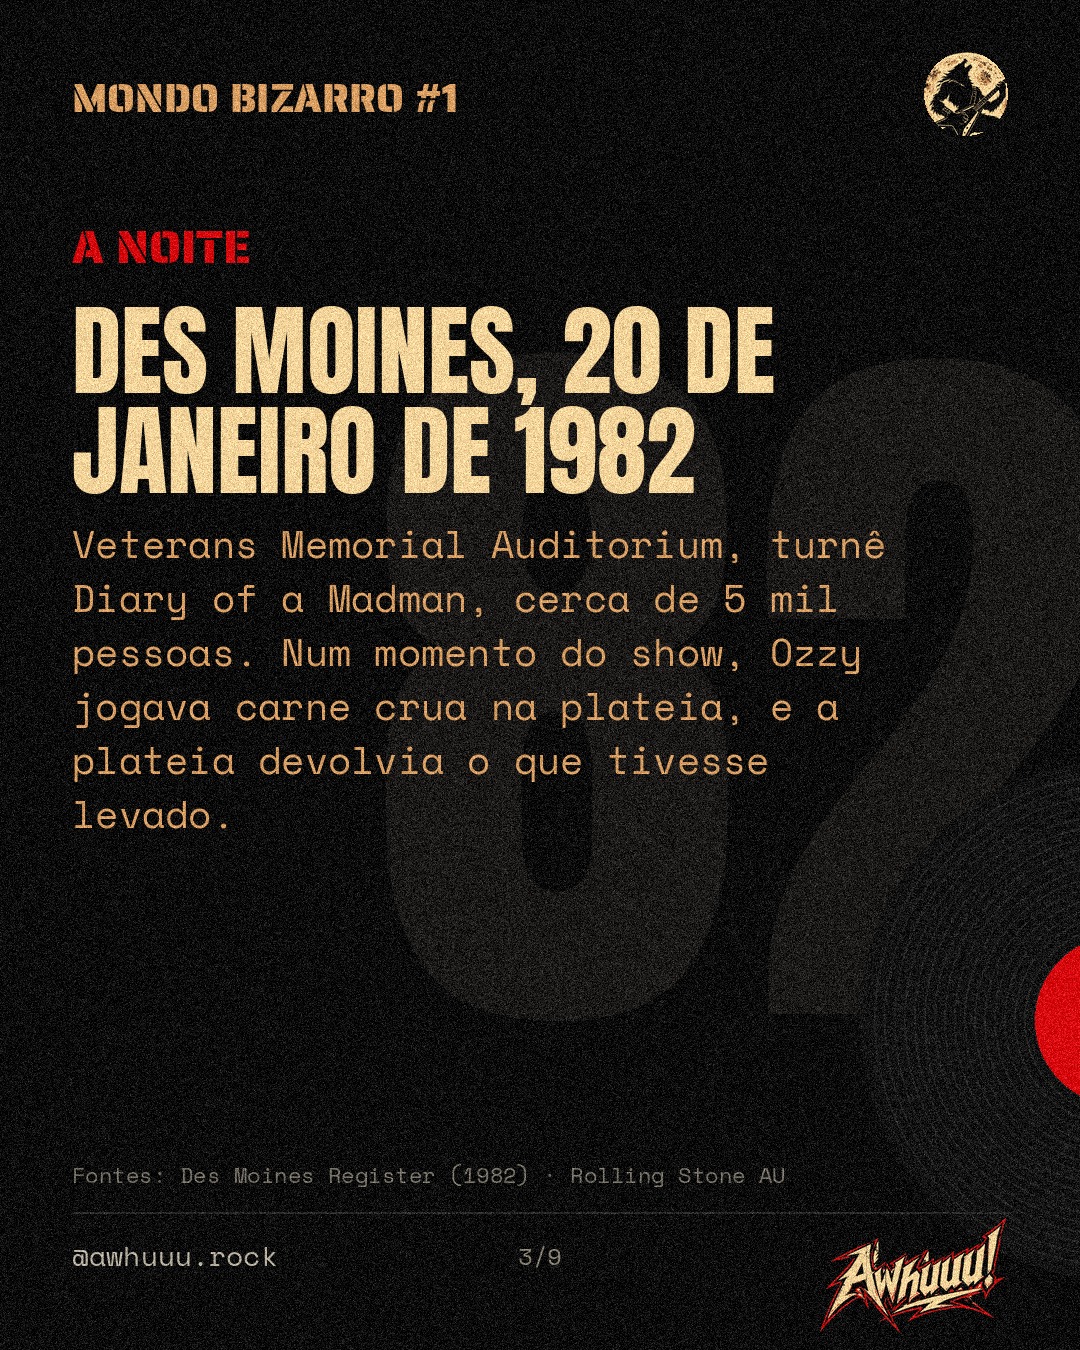 MONDO BIZARRO #1
A NOITE
DES MOINES, 20 DE
JANEIRO DE 1982
Veterans Memorial Auditorium, turnê
Diary of a Madman, cerca de 5 mil
pessoas. Num momento do show, Ozzy
jogava carne crua na plateia, e a
plateia devolvia o que tivesse
levado.
82
Fontes: Des Moines Register (1982) · Rolling Stone AU
@awhuuu.rock
3/9
Awhuuu!